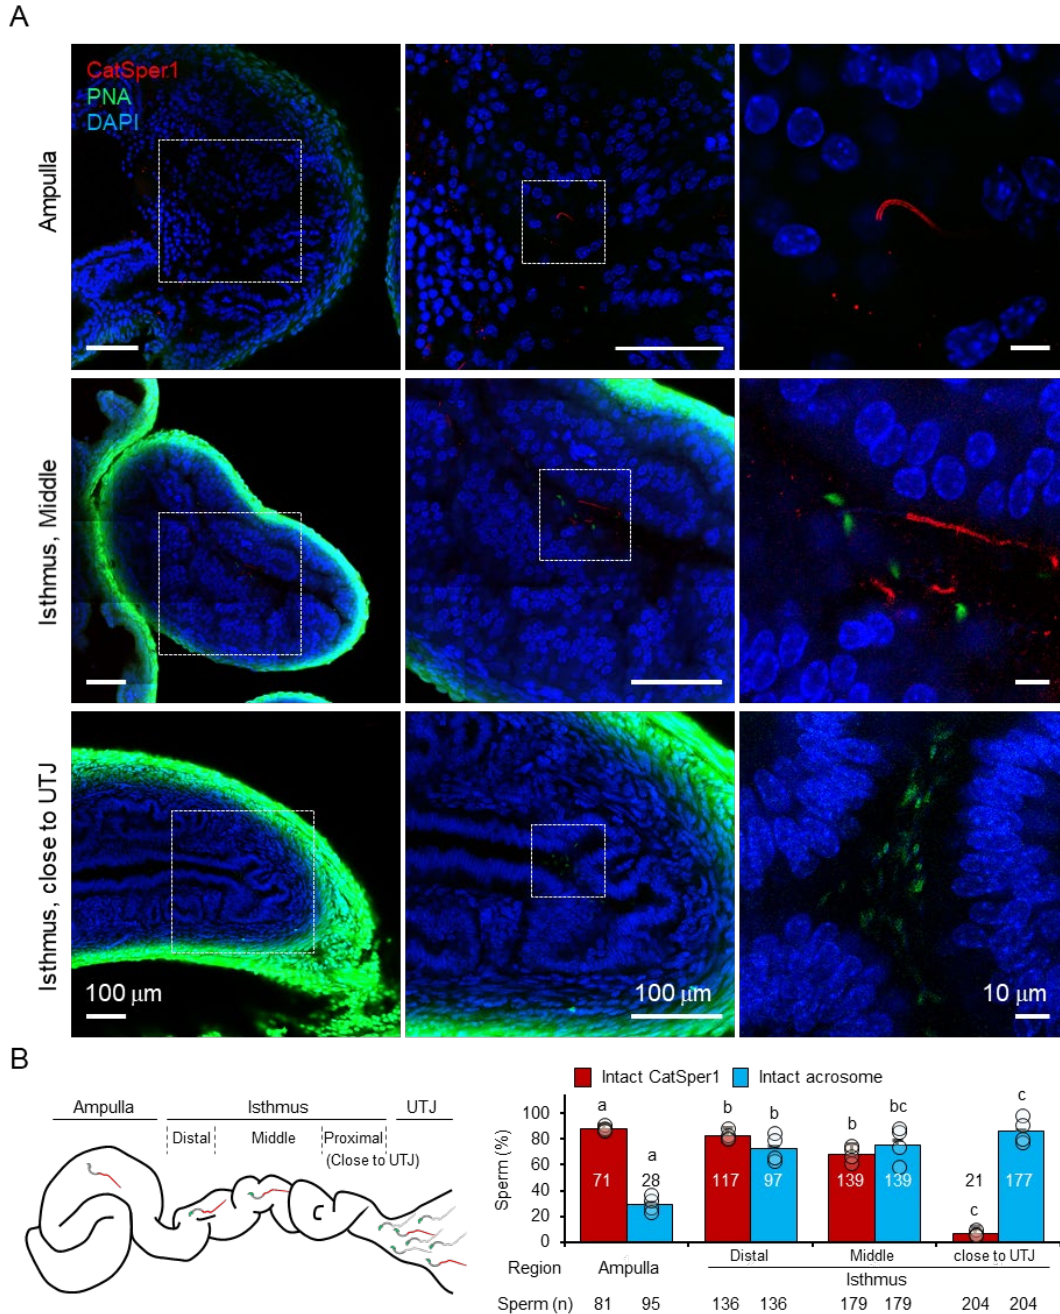 A
CatSper1
PNA
DAPI
Ampulla
Isthmus, Middle
Isthmus, close to UTJ
100 μm
100 μm
10 μm
B
Ampulla
Isthmus
UTJ
Distal
Middle
Proximal
(Close to UTJ)
Intact CatSper1
Intact acrosome
Sperm (%)
100
80
60
40
20
0
a
a
b
b
b
bc
c
c
71
28
117
97
139
139
21
177
Region
Ampulla
Distal
Middle
close to UTJ
Isthmus
Sperm (n)
81
95
136
136
179
179
204
204